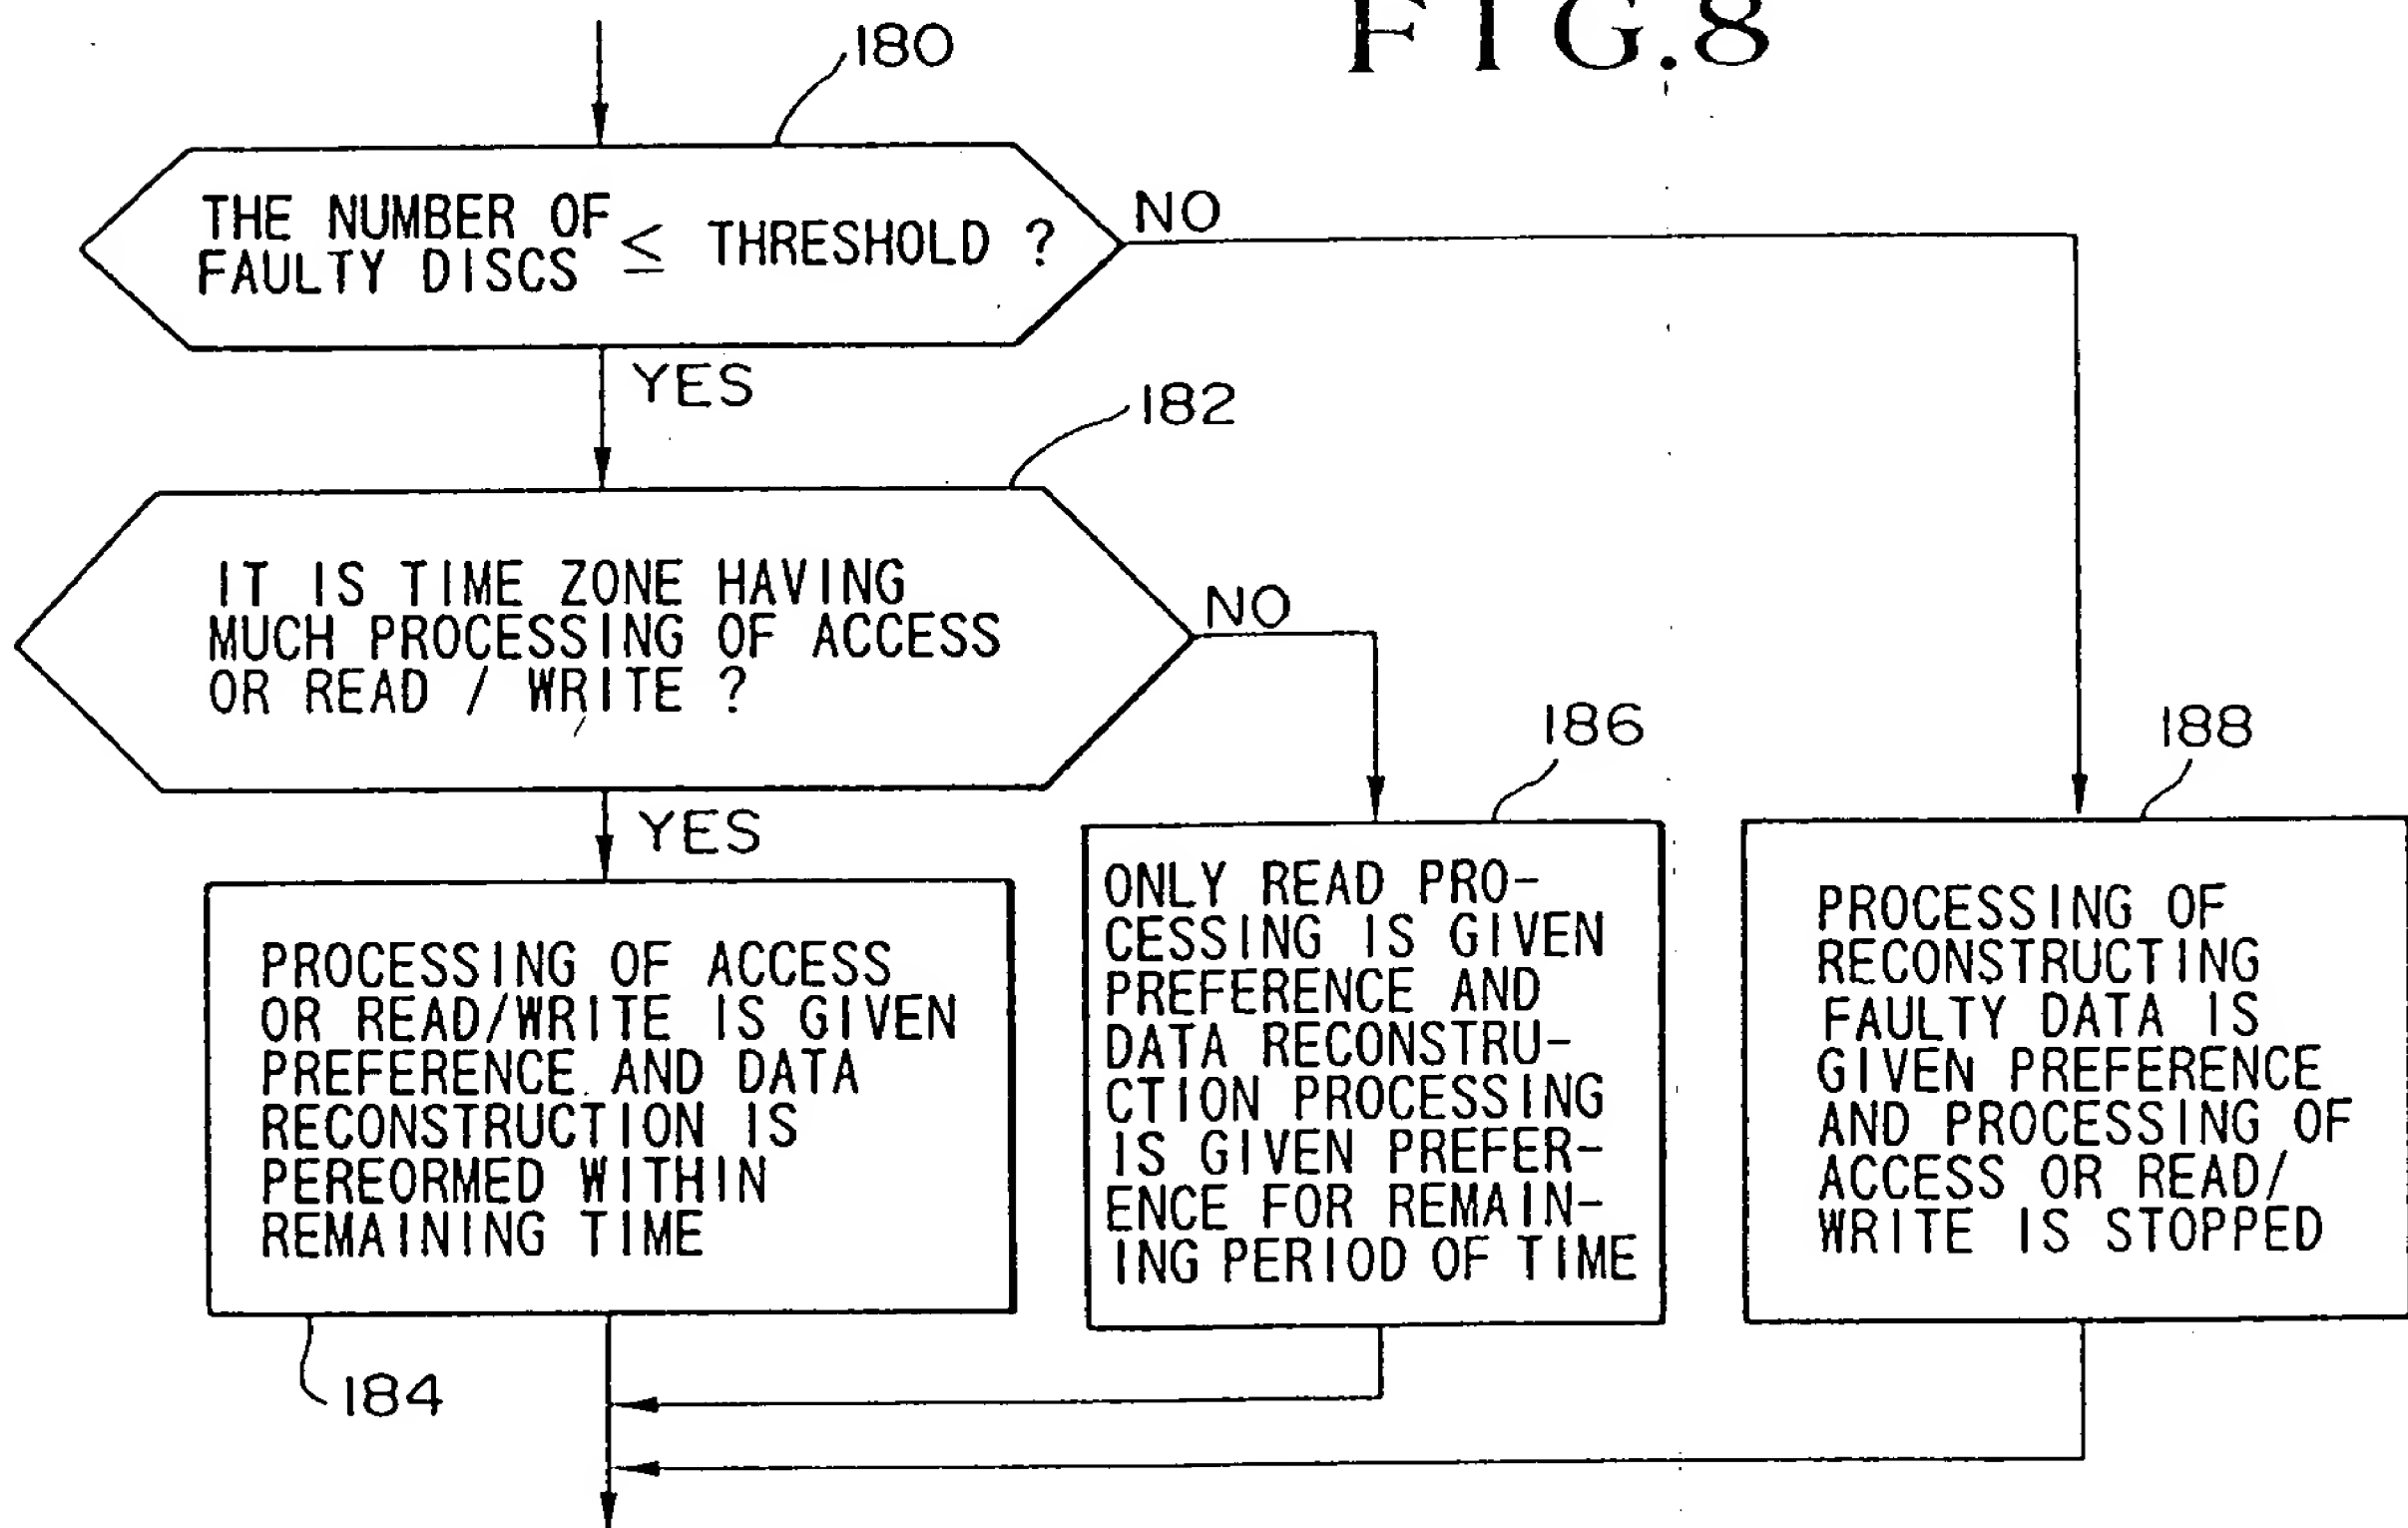 FIG.8
180
THE NUMBER OF
FAULTY DISCS ≤ THRESHOLD ?
NO
YES
182
IT IS TIME ZONE HAVING
MUCH PROCESSING OF ACCESS
OR READ / WRITE ?
NO
YES
186
188
PROCESSING OF ACCESS
OR READ/WRITE IS GIVEN
PREFERENCE AND DATA
RECONSTRUCTION IS
PEREORMED WITHIN
REMAINING TIME
184
ONLY READ PRO-
CESSING IS GIVEN
PREFERENCE AND
DATA RECONSTRU-
CTION PROCESSING
IS GIVEN PREFER-
ENCE FOR REMAIN-
ING PERIOD OF TIME
PROCESSING OF
RECONSTRUCTING
FAULTY DATA IS
GIVEN PREFERENCE
AND PROCESSING OF
ACCESS OR READ/
WRITE IS STOPPED